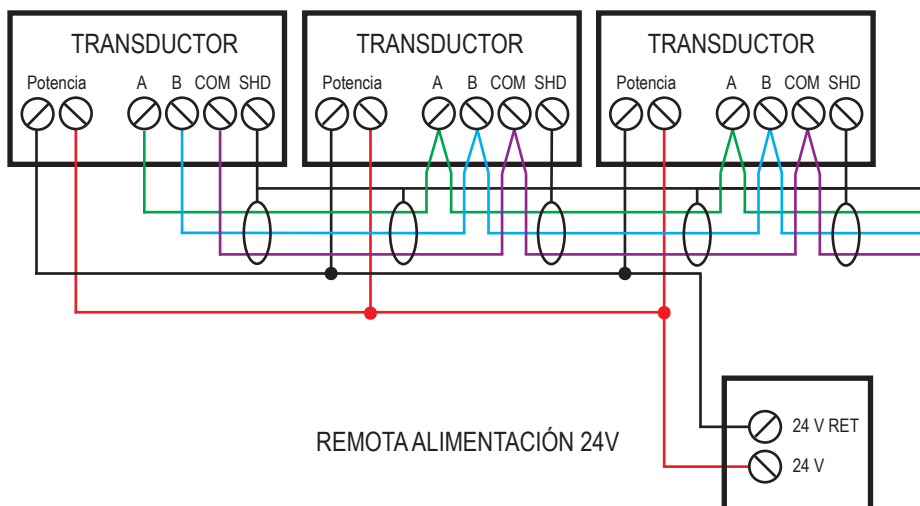 TRANSDUCTOR TRANSDUCTOR TRANSDUCTOR
Potencia A B COM SHD Potencia A B COM SHD Potencia A B COM SHD
24 V RET
REMOTA ALIMENTACIÓN 24V
24 V